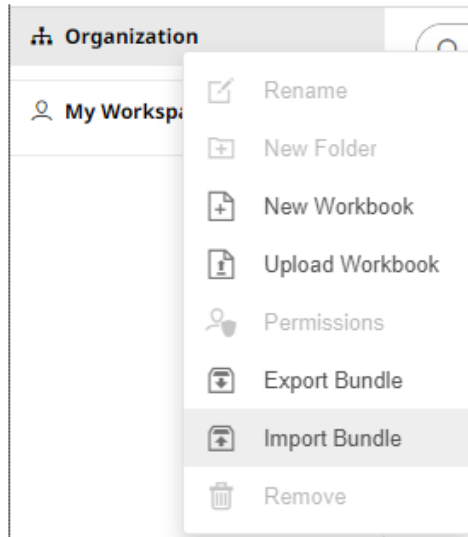 Organization
My Workspa
Rename
New Folder
New Workbook
Upload Workbook
Permissions
Export Bundle
Import Bundle
Remove